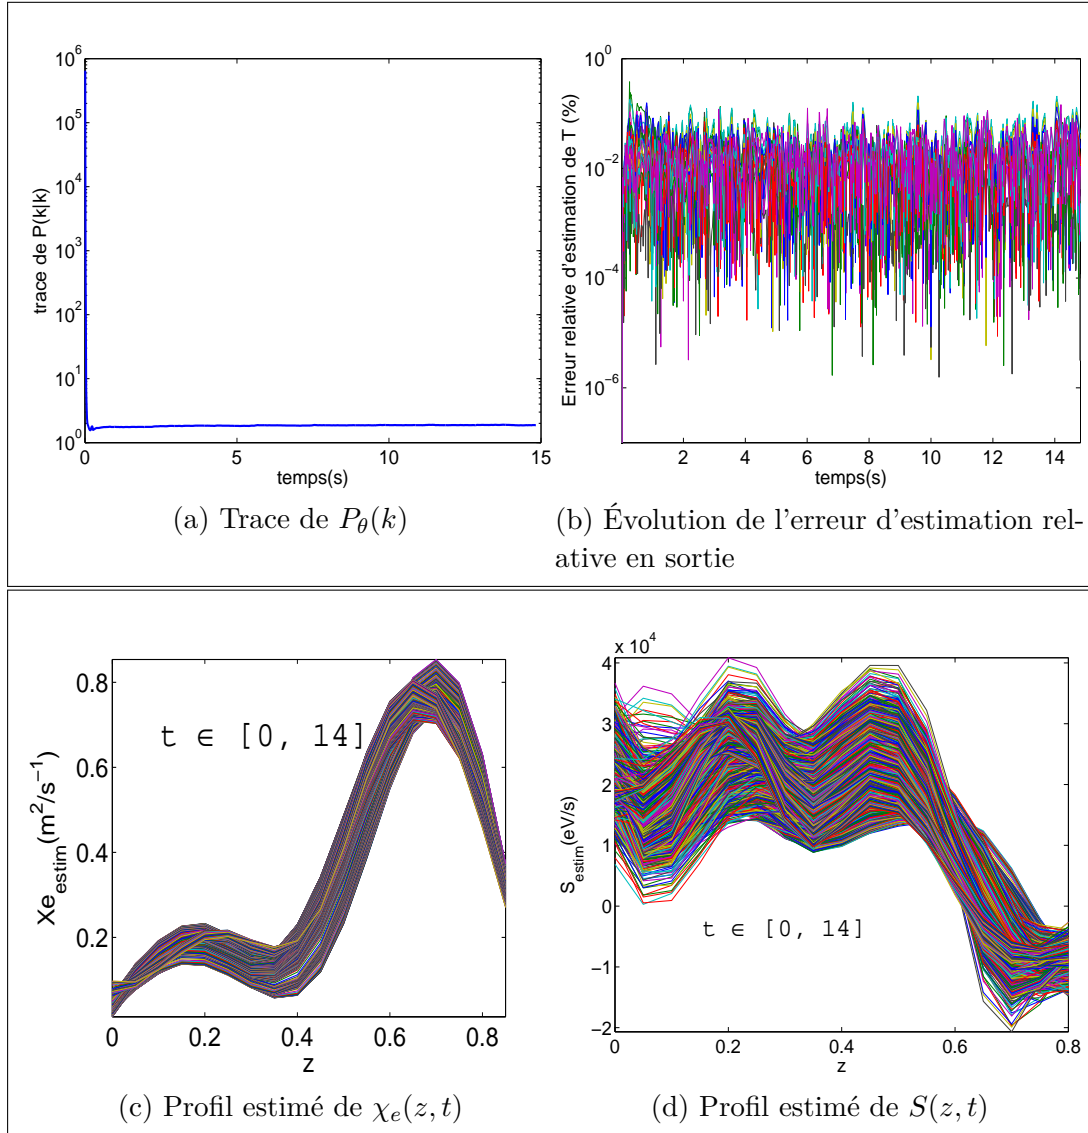 10^6
10^5
10^4
10^3
10^2
10^1
10^0
trace de P(k|k)
0 5 10 15
temps(s)
(a) Trace de P_θ(k)
10^0
10^-2
10^-4
10^-6
Erreur relative d'estimation de T (%)
2 4 6 8 10 12 14
temps(s)
(b) Évolution de l'erreur d'estimation rel-
ative en sortie
0.8
0.6
0.4
0.2
Xe_estim(m^2/s^-1)
t ∈ [0, 14]
0 0.2 0.4 0.6 0.8
z
(c) Profil estimé de χ_e(z, t)
x 10^4
4
3
2
1
0
-1
-2
S_estim(eV/s)
t ∈ [0, 14]
0 0.2 0.4 0.6 0.8
z
(d) Profil estimé de S(z, t)